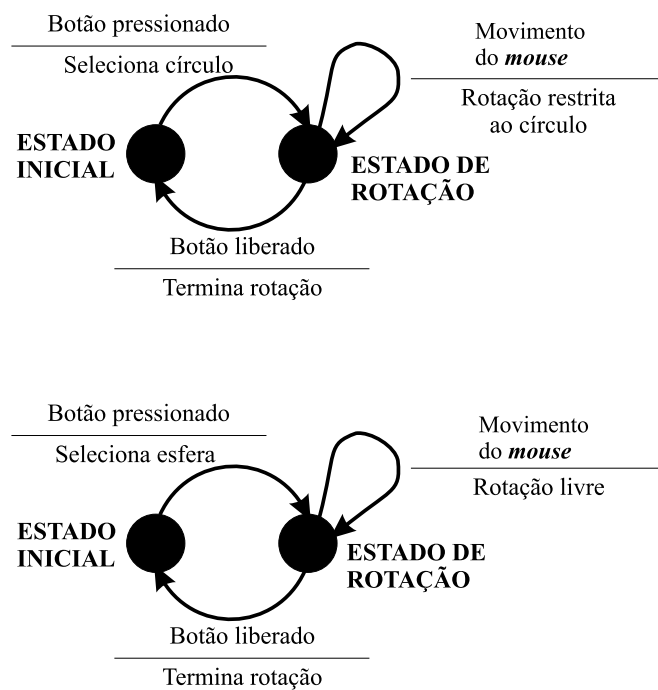 Botão pressionado
Seleciona círculo
Movimento
do mouse
Rotação restrita
ao círculo
ESTADO
INICIAL
ESTADO DE
ROTAÇÃO
Botão liberado
Termina rotação
Botão pressionado
Seleciona esfera
Movimento
do mouse
Rotação livre
ESTADO
INICIAL
ESTADO DE
ROTAÇÃO
Botão liberado
Termina rotação